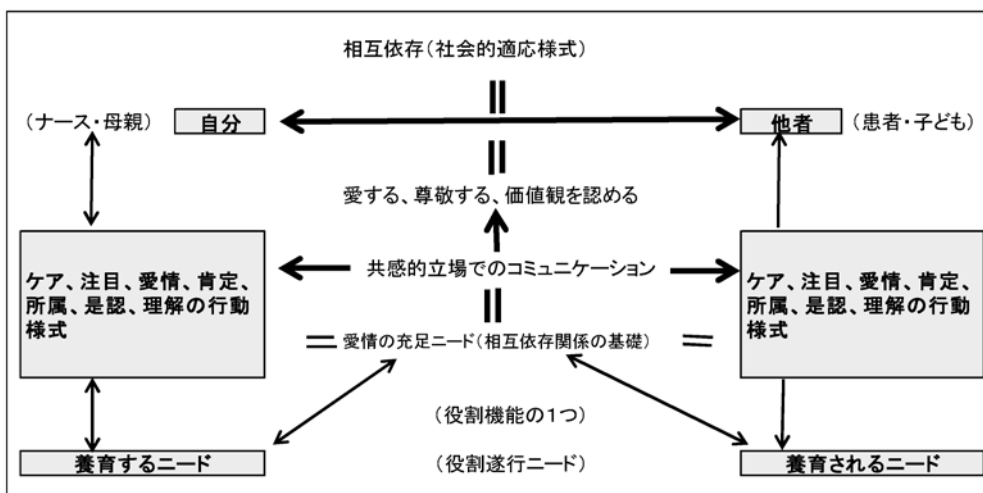 相互依存(社会的適応様式)
(ナース・母親)
自分
他者
(患者・子ども)
愛する、尊敬する、価値観を認める
ケア、注目、愛情、肯定、
所属、是認、理解の行動
様式
共感的立場でのコミュニケーション
ケア、注目、愛情、肯定、
所属、是認、理解の行動
様式
愛情の充足ニード(相互依存関係の基礎)
(役割機能の1つ)
養育するニード
(役割遂行ニード)
養育されるニード